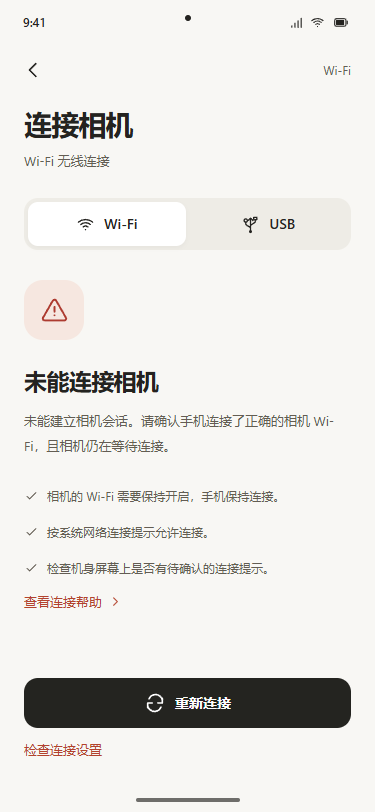 9:41
Wi-Fi
连接相机
Wi-Fi 无线连接
Wi-Fi
USB
未能连接相机
未能建立相机会话。请确认手机连接了正确的相机 Wi-
Fi，且相机仍在等待连接。
相机的 Wi-Fi 需要保持开启，手机保持连接。
按系统网络连接提示允许连接。
检查机身屏幕上是否有待确认的连接提示。
查看连接帮助
重新连接
检查连接设置